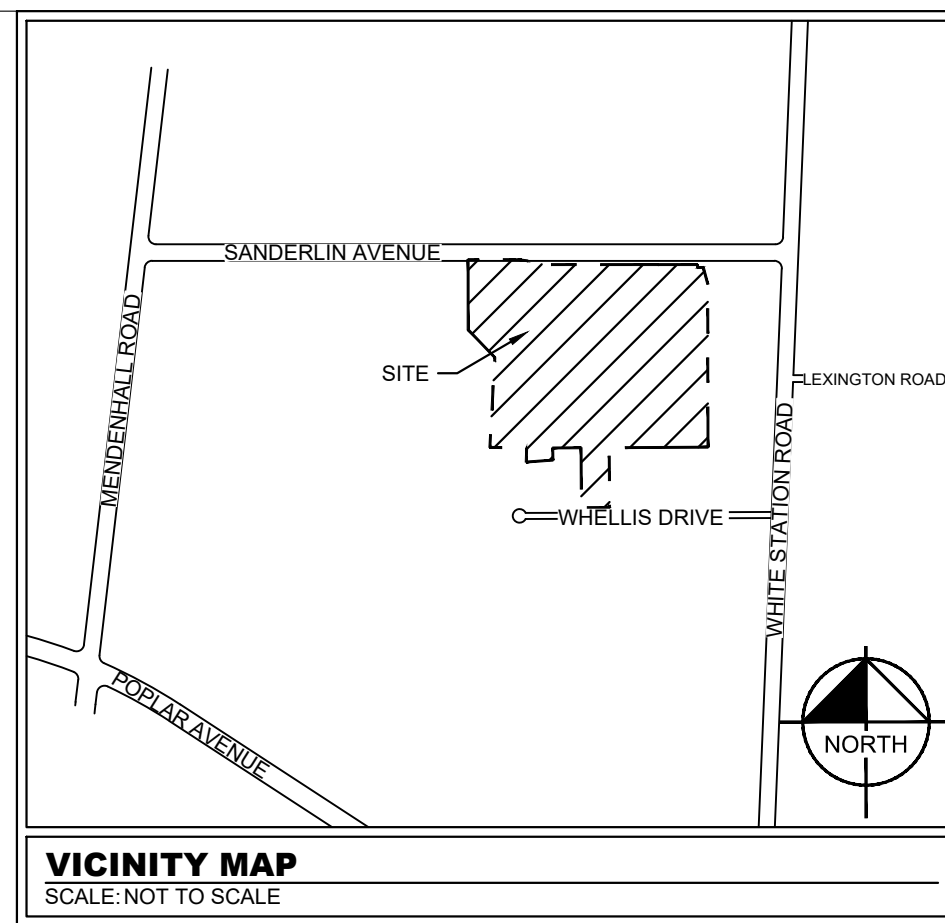 SANDERLIN AVENUE
MENDENHALL ROAD
SITE
LEXINGTON ROAD
WHITE STATION ROAD
WHELLIS DRIVE
POPLAR AVENUE
NORTH
VICINITY MAP
SCALE: NOT TO SCALE